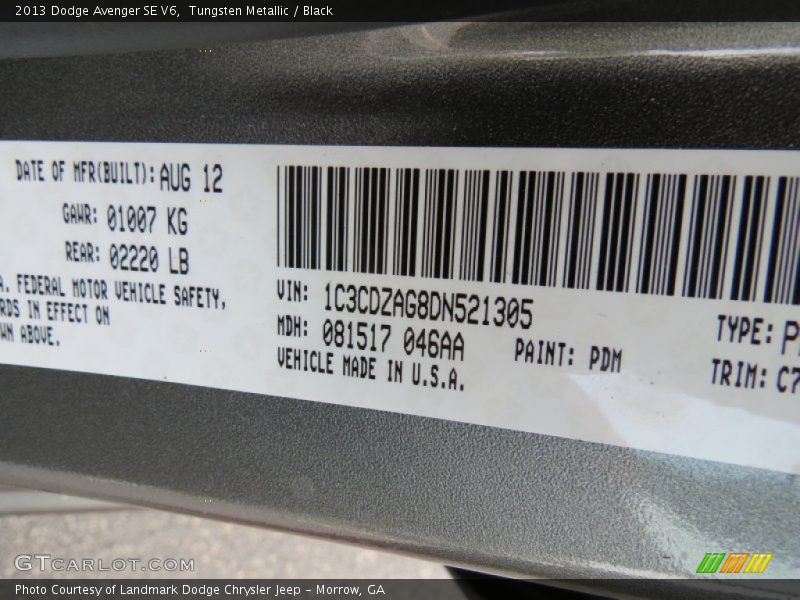 2013 Dodge Avenger SE V6,  Tungsten Metallic / Black
DATE OF MFR(BUILT): AUG 12
GAWR: 01007 KG
REAR: 02220 LB
A. FEDERAL MOTOR VEHICLE SAFETY,
RDS IN EFFECT ON
WN ABOVE.
VIN: 1C3CDZAG8DN521305
MDH: 081517 046AA
VEHICLE MADE IN U.S.A.
PAINT: PDM
TYPE: P
TRIM: C7
GTCARLOT.COM
Photo Courtesy of Landmark Dodge Chrysler Jeep – Morrow, GA